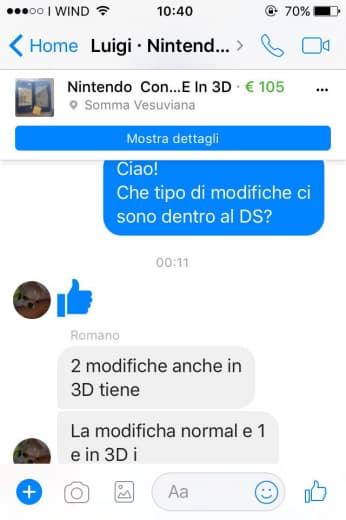 I WIND 10:40 70%
Home Luigi · Nintend...
Nintendo Con...E In 3D · € 105
Somma Vesuviana
Mostra dettagli
Ciao!
Che tipo di modifiche ci
sono dentro al DS?
00:11
Romano
2 modifiche anche in
3D tiene
La modificha normal e 1
e in 3D i
Aa